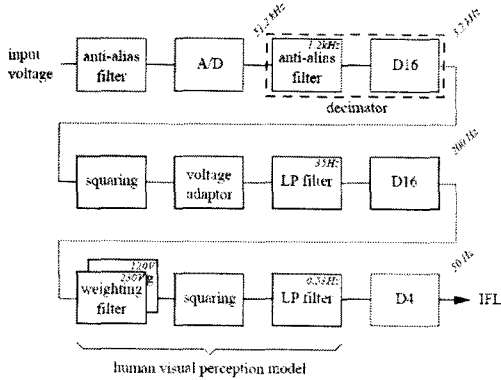 51.2 kHz
3.2 kHz
input voltage
anti-alias filter
A/D
1.2kHz
anti-alias filter
D16
decimator
200 Hz
squaring
voltage adaptor
35Hz
LP filter
D16
50 Hz
120V
230V
weighting filter
squaring
LP filter
D4
IFL
human visual perception model